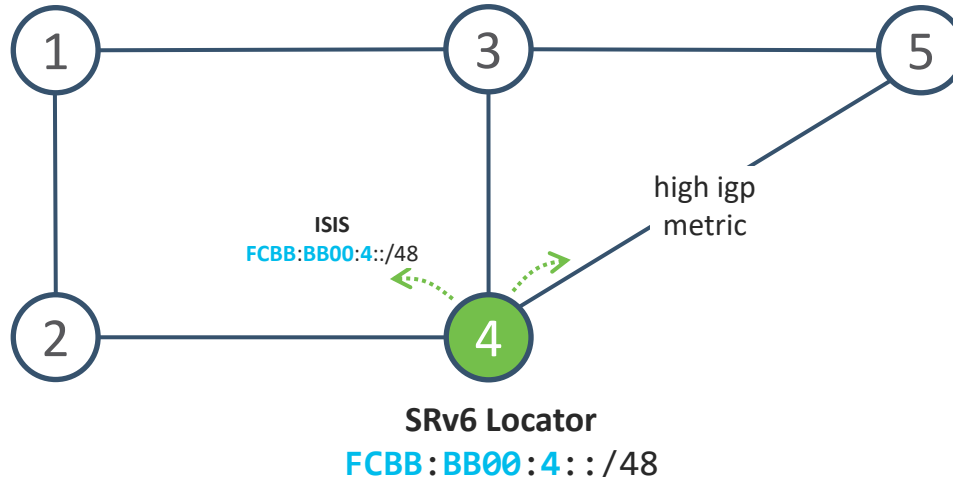 1
3
5
high igp
metric
ISIS
FCBB:BB00:4::/48
2
4
SRv6 Locator
FCBB:BB00:4::/48